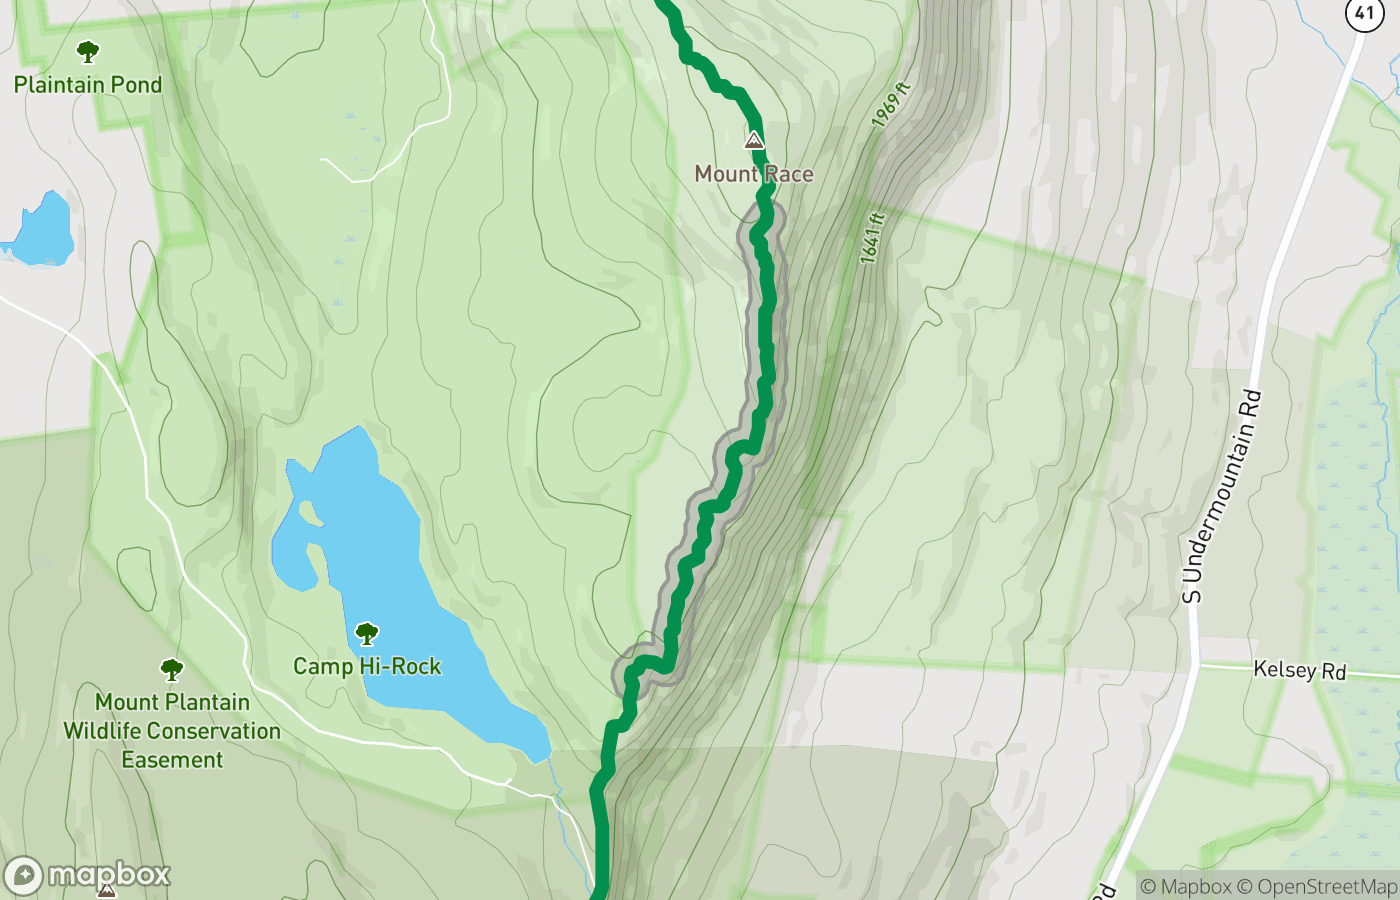 41
Plaintain Pond
1969 ft
Mount Race
1641 ft
S Undermountain Rd
Camp Hi-Rock
Kelsey Rd
Mount Plantain
Wildlife Conservation
Easement
mapbox
Rd
© Mapbox © OpenStreetMap